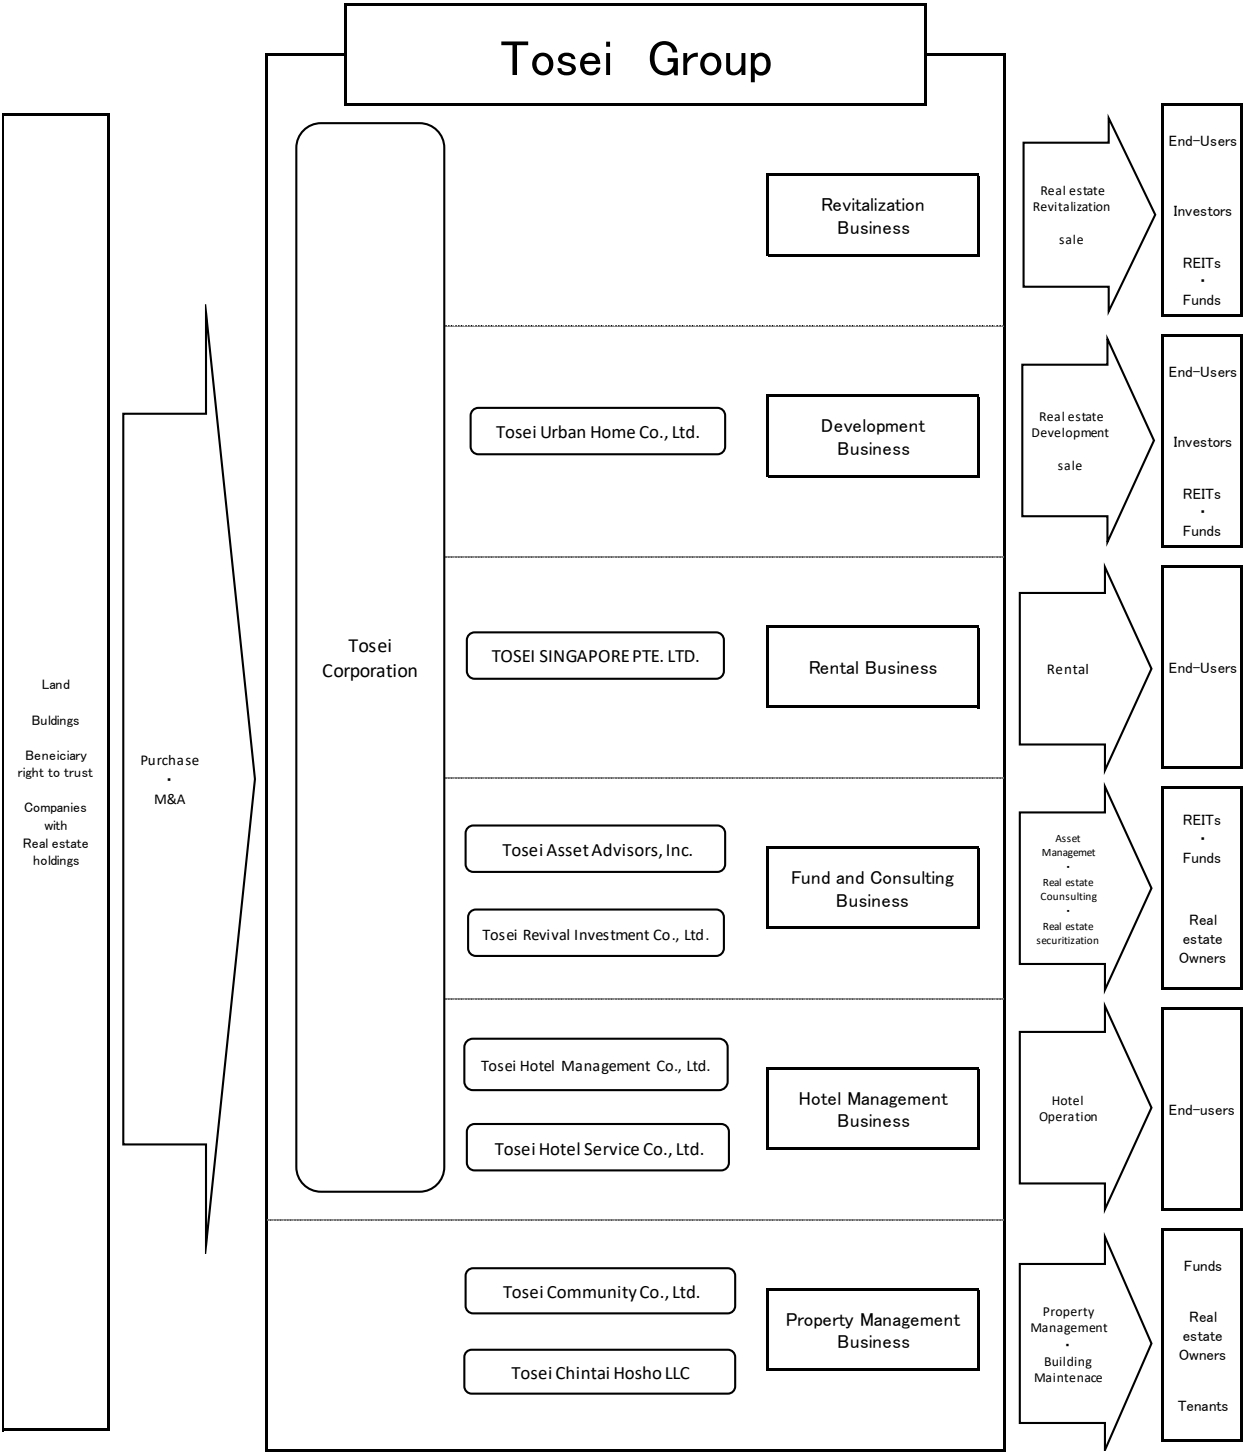 Tosei Group
Land
Buldings
Beneiciary
right to trust
Companies
with
Real estate
holdings
Purchase
・
M&A
Tosei
Corporation
Revitalization
Business
Real estate
Revitalization
sale
End-Users
Investors
REITs
・
Funds
Tosei Urban Home Co., Ltd.
Development
Business
Real estate
Development
sale
End-Users
Investors
REITs
・
Funds
TOSEI SINGAPORE PTE. LTD.
Rental Business
Rental
End-Users
Tosei Asset Advisors, Inc.
Tosei Revival Investment Co., Ltd.
Fund and Consulting
Business
Asset
Managemet
・
Real estate
Counsulting
・
Real estate
securitization
REITs
・
Funds
Real
estate
Owners
Tosei Hotel Management Co., Ltd.
Tosei Hotel Service Co., Ltd.
Hotel Management
Business
Hotel
Operation
End-users
Tosei Community Co., Ltd.
Tosei Chintai Hosho LLC
Property Management
Business
Property
Management
・
Building
Maintenace
Funds
Real
estate
Owners
Tenants